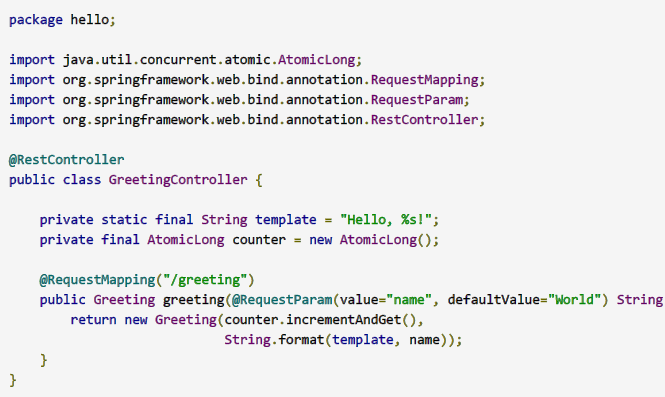 package hello;
import java.util.concurrent.atomic.AtomicLong;
import org.springframework.web.bind.annotation.RequestMapping;
import org.springframework.web.bind.annotation.RequestParam;
import org.springframework.web.bind.annotation.RestController;
@RestController
public class GreetingController {
    private static final String template = "Hello, %s!";
    private final AtomicLong counter = new AtomicLong();
    @RequestMapping("/greeting")
    public Greeting greeting(@RequestParam(value="name", defaultValue="World") String
        return new Greeting(counter.incrementAndGet(),
                            String.format(template, name));
    }
}